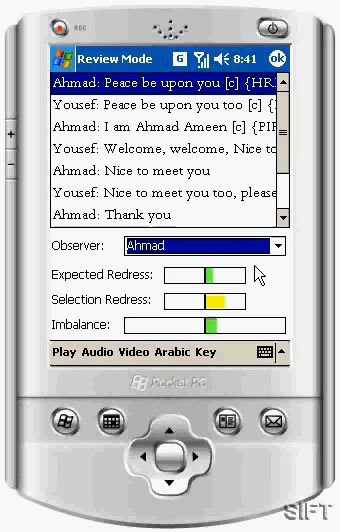 REC
Review Mode G 8:41 ok
Ahmad: Peace be upon you [c] {HR
Yousef: Peace be upon you too [c] {
Ahmad: I am Ahmad Ameen [c] {PIF
Yousef: Welcome, welcome, Nice to
Ahmad: Nice to meet you
Yousef: Nice to meet you too, please
Ahmad: Thank you
Observer: Ahmad
Expected Redress:
Selection Redress:
Imbalance:
Play Audio Video Arabic Key
Pocket PC
+
−
SIFT